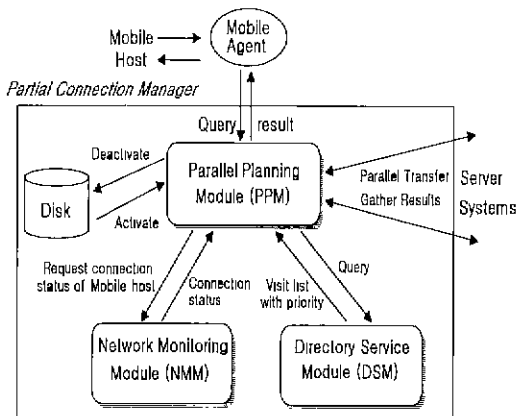 Mobile
Host
Mobile
Agent
Partial Connection Manager
Query
result
Deactivate
Disk
Activate
Parallel Planning
Module (PPM)
Parallel Transfer
Gather Results
Server
Systems
Request connection
status of Mobile host
Connection
status
Visit list
with priority
Query
Network Monitoring
Module (NMM)
Directory Service
Module (DSM)